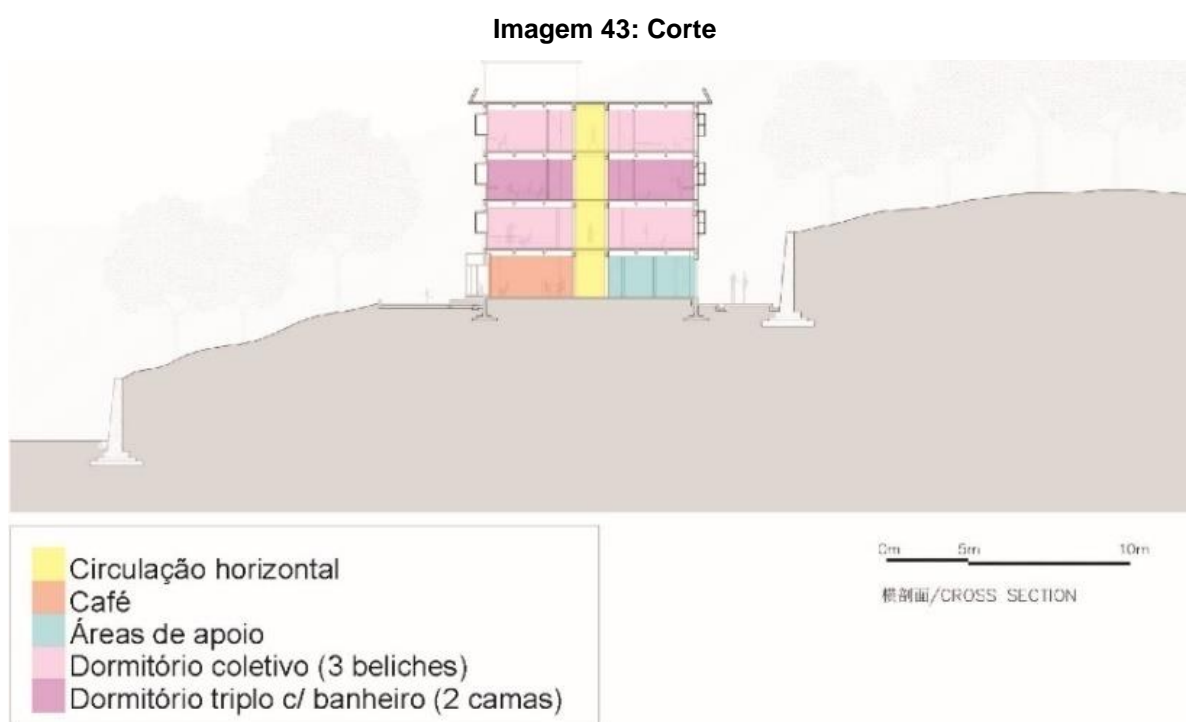 Imagem 43: Corte
Circulação horizontal
Café
Áreas de apoio
Dormitório coletivo (3 beliches)
Dormitório triplo c/ banheiro (2 camas)
0m 5m 10m
横剖面/CROSS SECTION